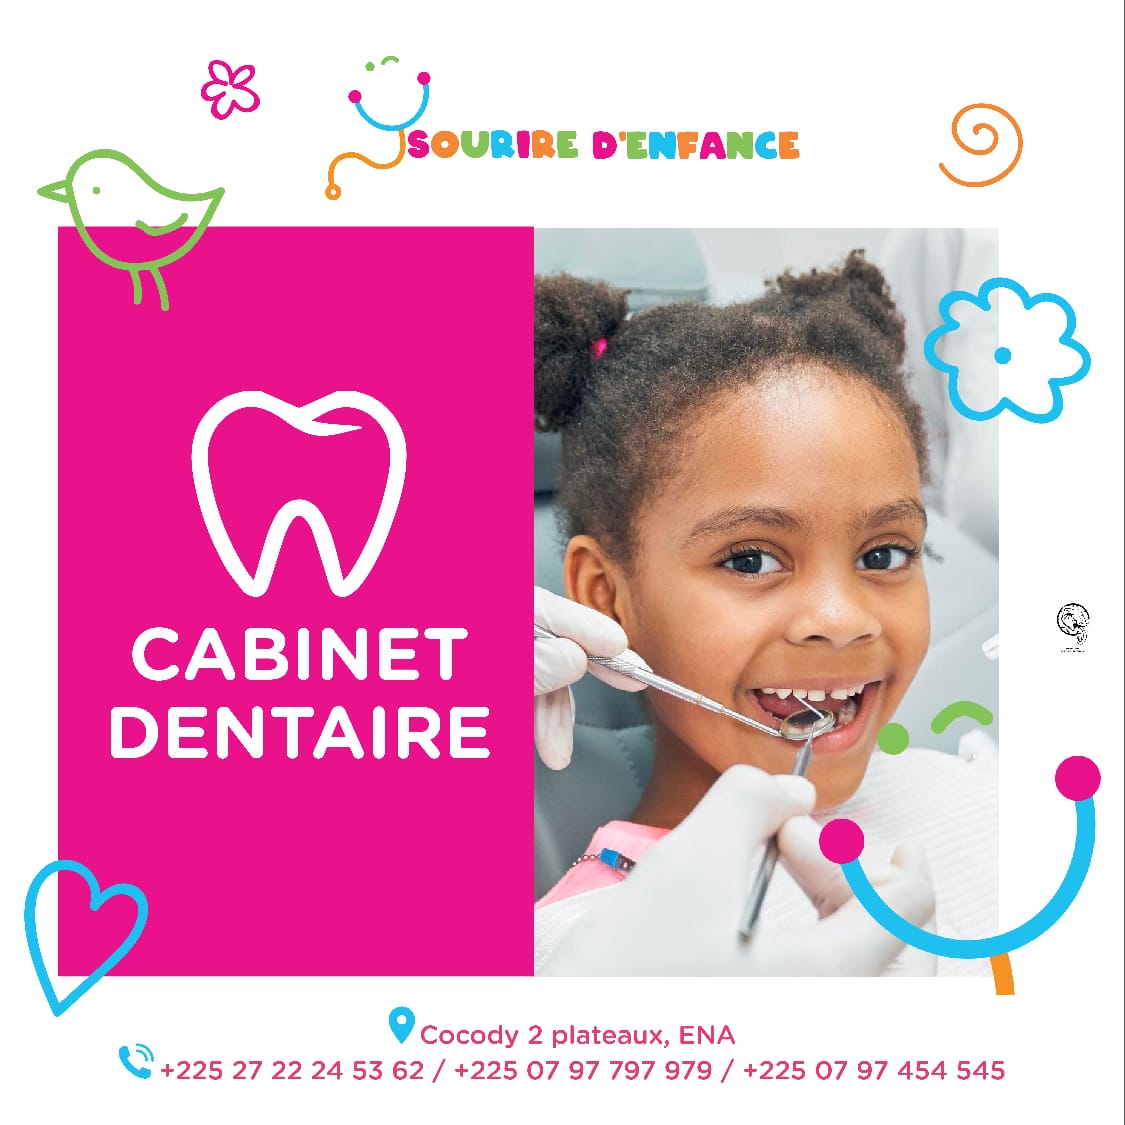 SOURIRE D'ENFANCE
CABINET
DENTAIRE
Cocody 2 plateaux, ENA
+225 27 22 24 53 62 / +225 07 97 797 979 / +225 07 97 454 545